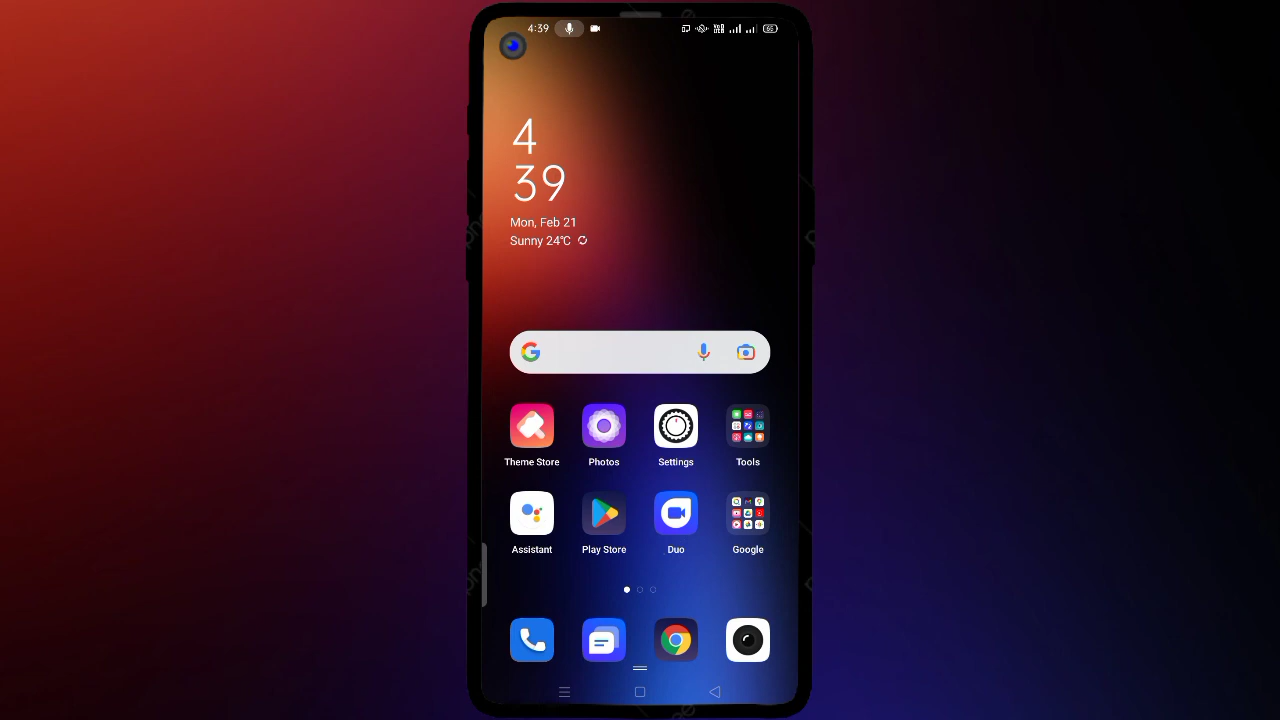 4:39
4
39
Mon, Feb 21
Sunny 24°C
Theme Store
Photos
Settings
Tools
Assistant
Play Store
Duo
Google